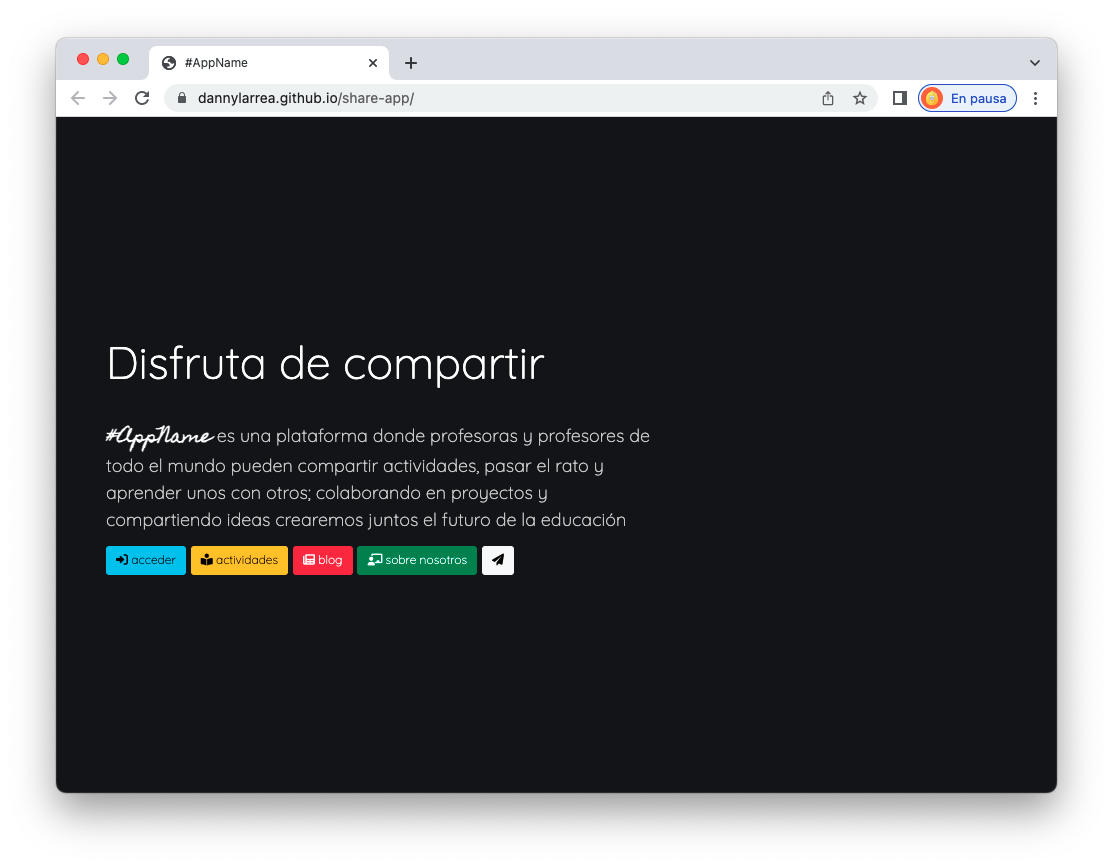 #AppName
dannylarrea.github.io/share-app/
En pausa
Disfruta de compartir
#AppName es una plataforma donde profesoras y profesores de
todo el mundo pueden compartir actividades, pasar el rato y
aprender unos con otros; colaborando en proyectos y
compartiendo ideas crearemos juntos el futuro de la educación
acceder actividades blog sobre nosotros